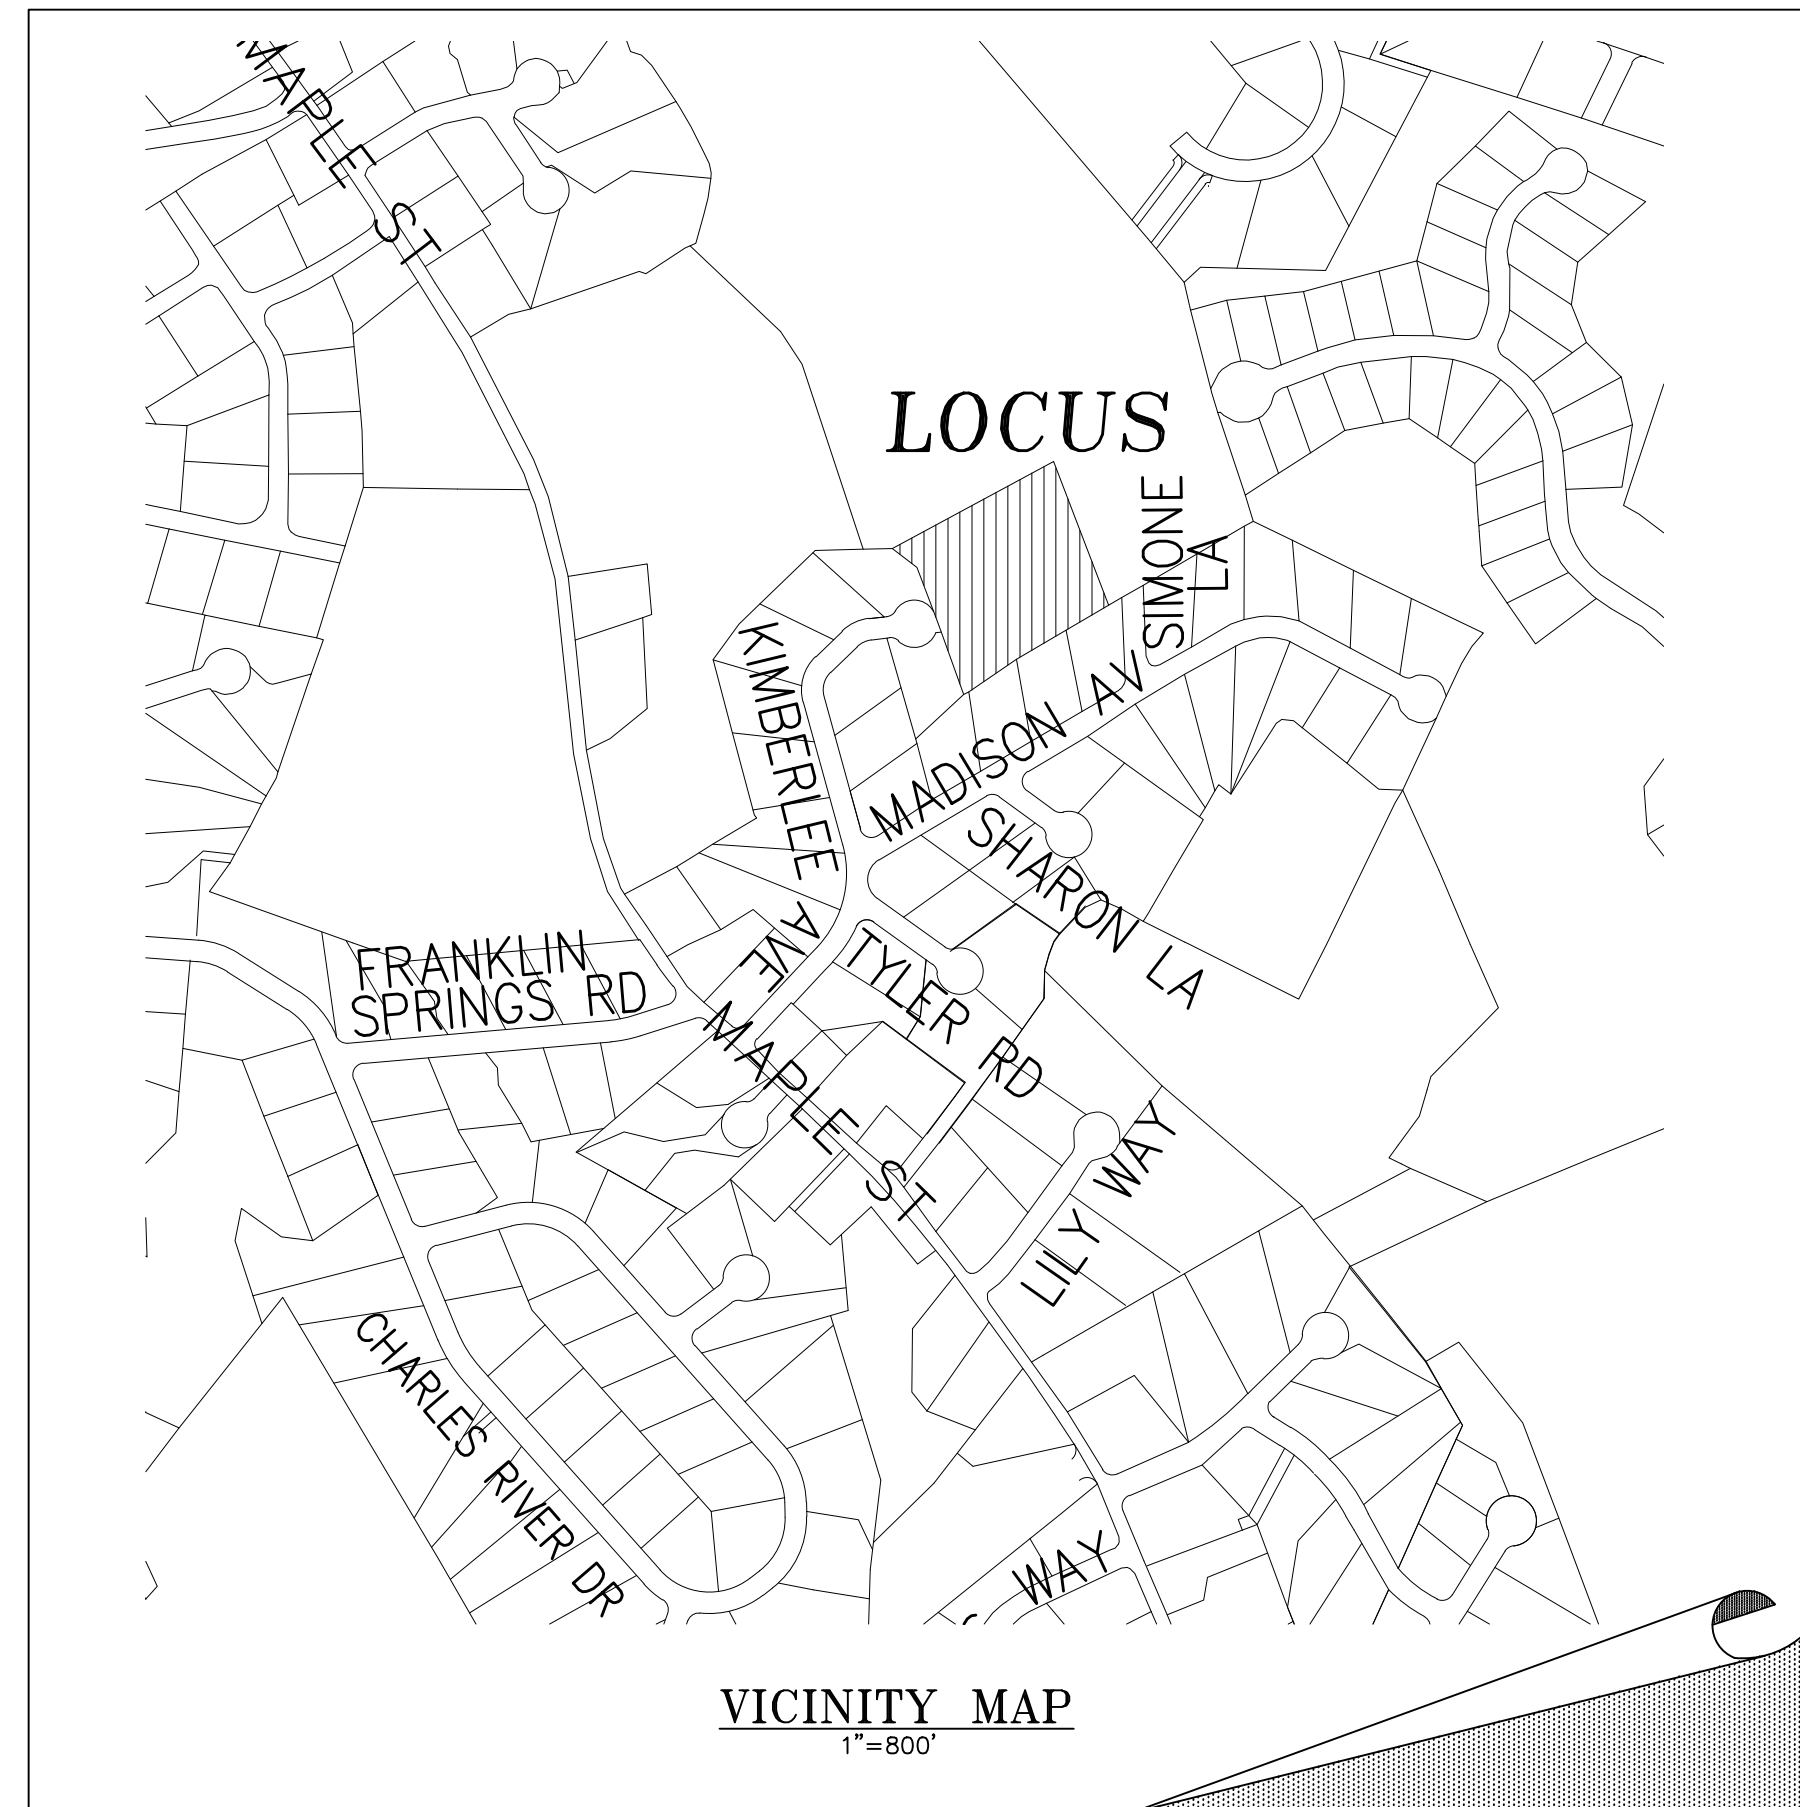 MAPLE ST
LOCUS
SIMONE
LA
KIMBERLEE AVE
MADISON AV
SHARON LA
FRANKLIN
SPRINGS RD
TYLER RD
MAPLE ST
LILY WAY
CHARLES RIVER DR
WAY
VICINITY MAP
1"=800'